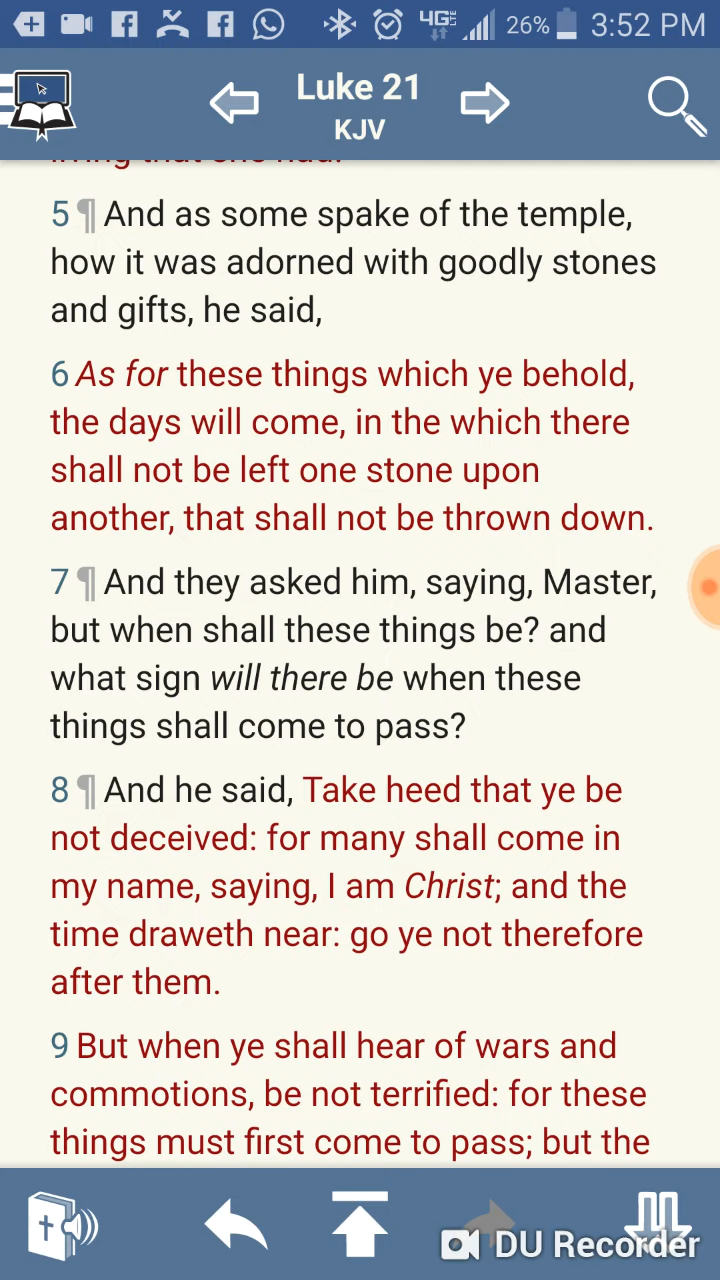 26% 3:52 PM
Luke 21
KJV
living that she had.
5 ¶ And as some spake of the temple,
how it was adorned with goodly stones
and gifts, he said,
6 As for these things which ye behold,
the days will come, in the which there
shall not be left one stone upon
another, that shall not be thrown down.
7 ¶ And they asked him, saying, Master,
but when shall these things be? and
what sign will there be when these
things shall come to pass?
8 ¶ And he said, Take heed that ye be
not deceived: for many shall come in
my name, saying, I am Christ; and the
time draweth near: go ye not therefore
after them.
9 But when ye shall hear of wars and
commotions, be not terrified: for these
things must first come to pass; but the
DU Recorder